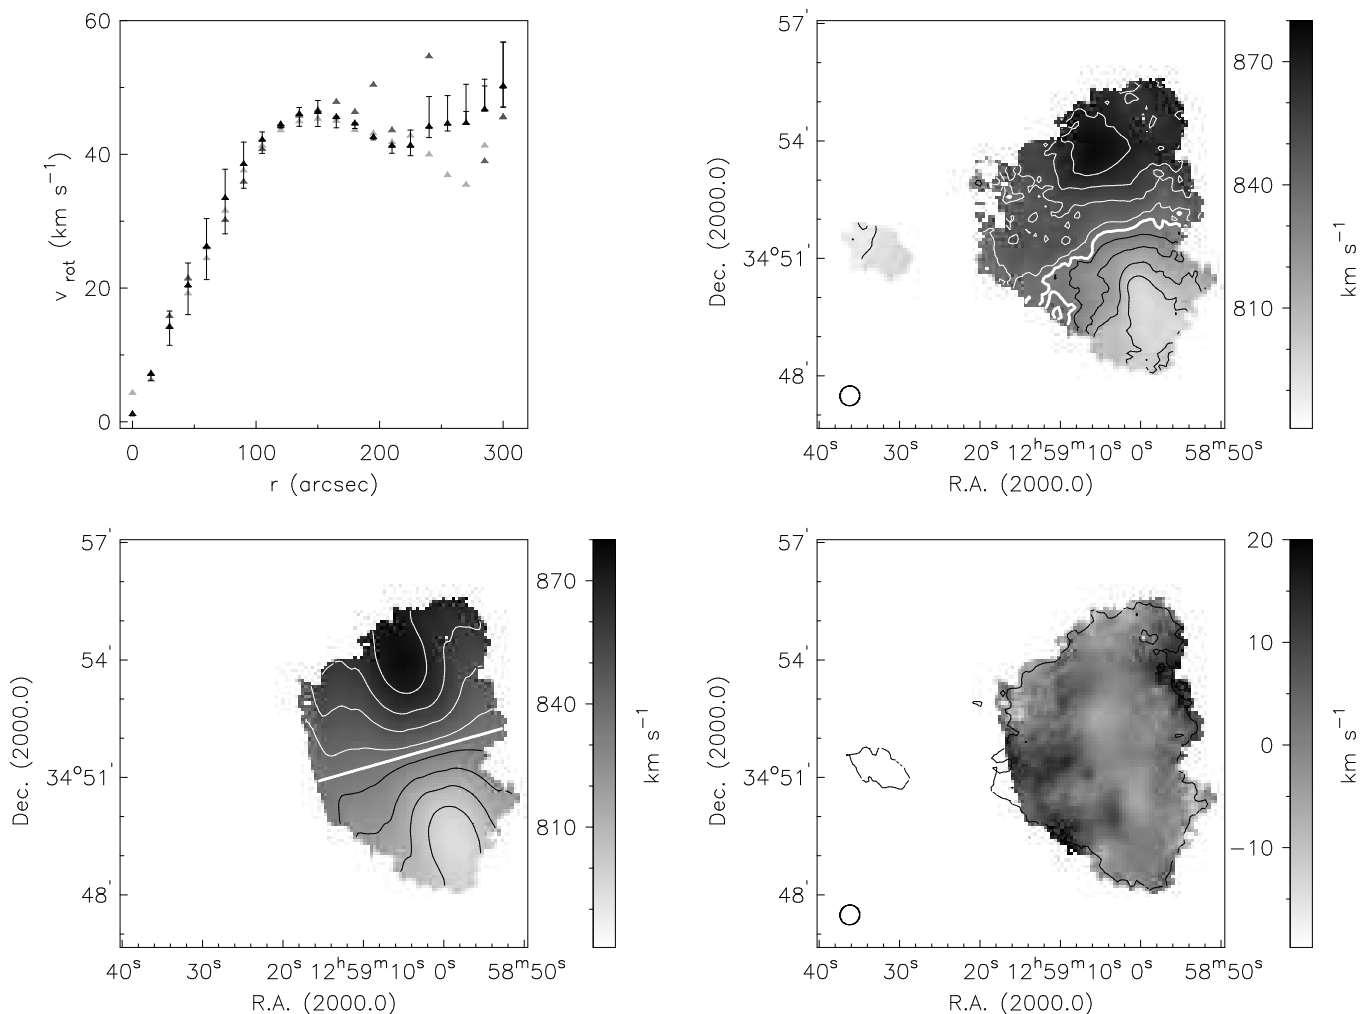 60
40
20
0
v rot (km s−1)
0 100 200 300
r (arcsec)
57'
54'
34°51'
48'
Dec. (2000.0)
40s 30s 20s 12h59m10s 0s 58m50s
R.A. (2000.0)
870
840
810
km s−1
57'
54'
34°51'
48'
Dec. (2000.0)
40s 30s 20s 12h59m10s 0s 58m50s
R.A. (2000.0)
870
840
810
km s−1
57'
54'
34°51'
48'
Dec. (2000.0)
40s 30s 20s 12h59m10s 0s 58m50s
R.A. (2000.0)
20
10
0
−10
km s−1